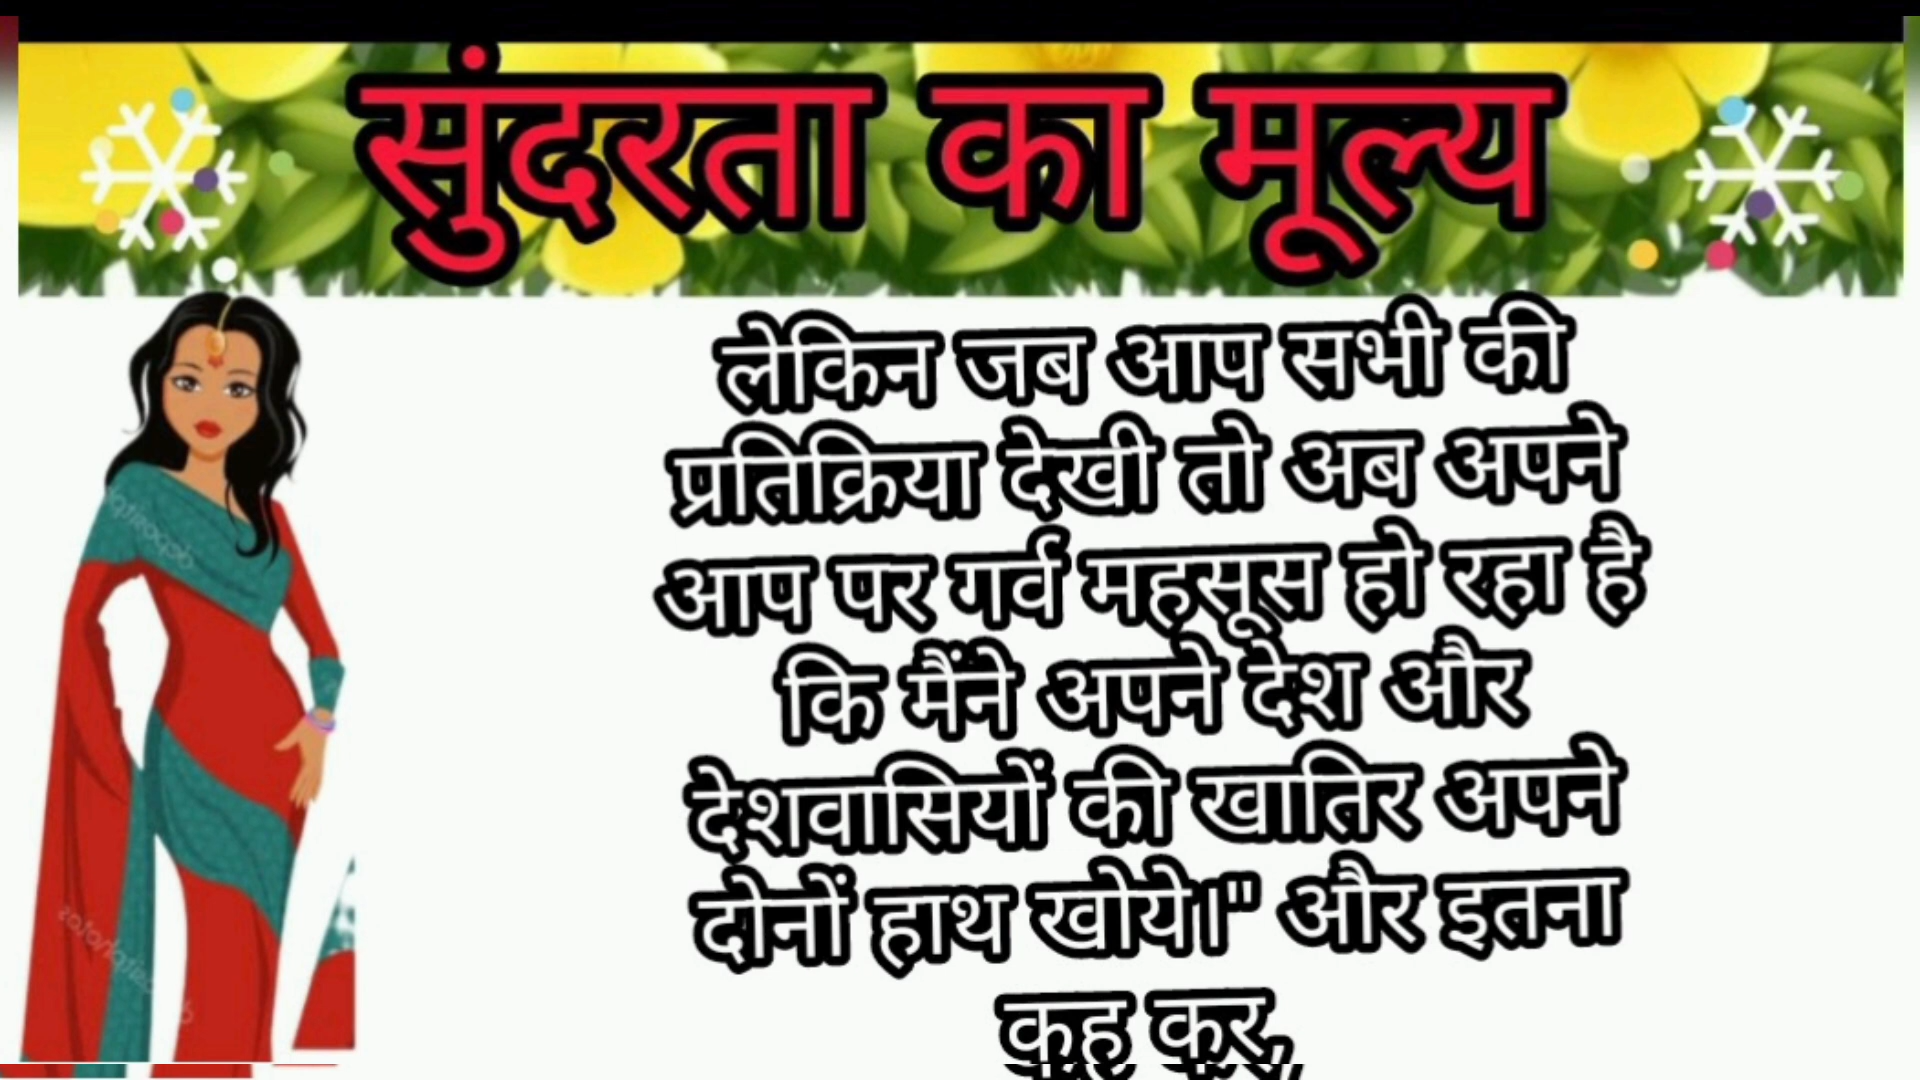 सुंदरता का मूल्य
लेकिन जब आप सभी की
प्रतिक्रिया देखी तो अब अपने
आप पर गर्व महसूस हो रहा है
कि मैंने अपने देश और
देशवासियों की खातिर अपने
दोनों हाथ खोये।" और इतना
कह कर,